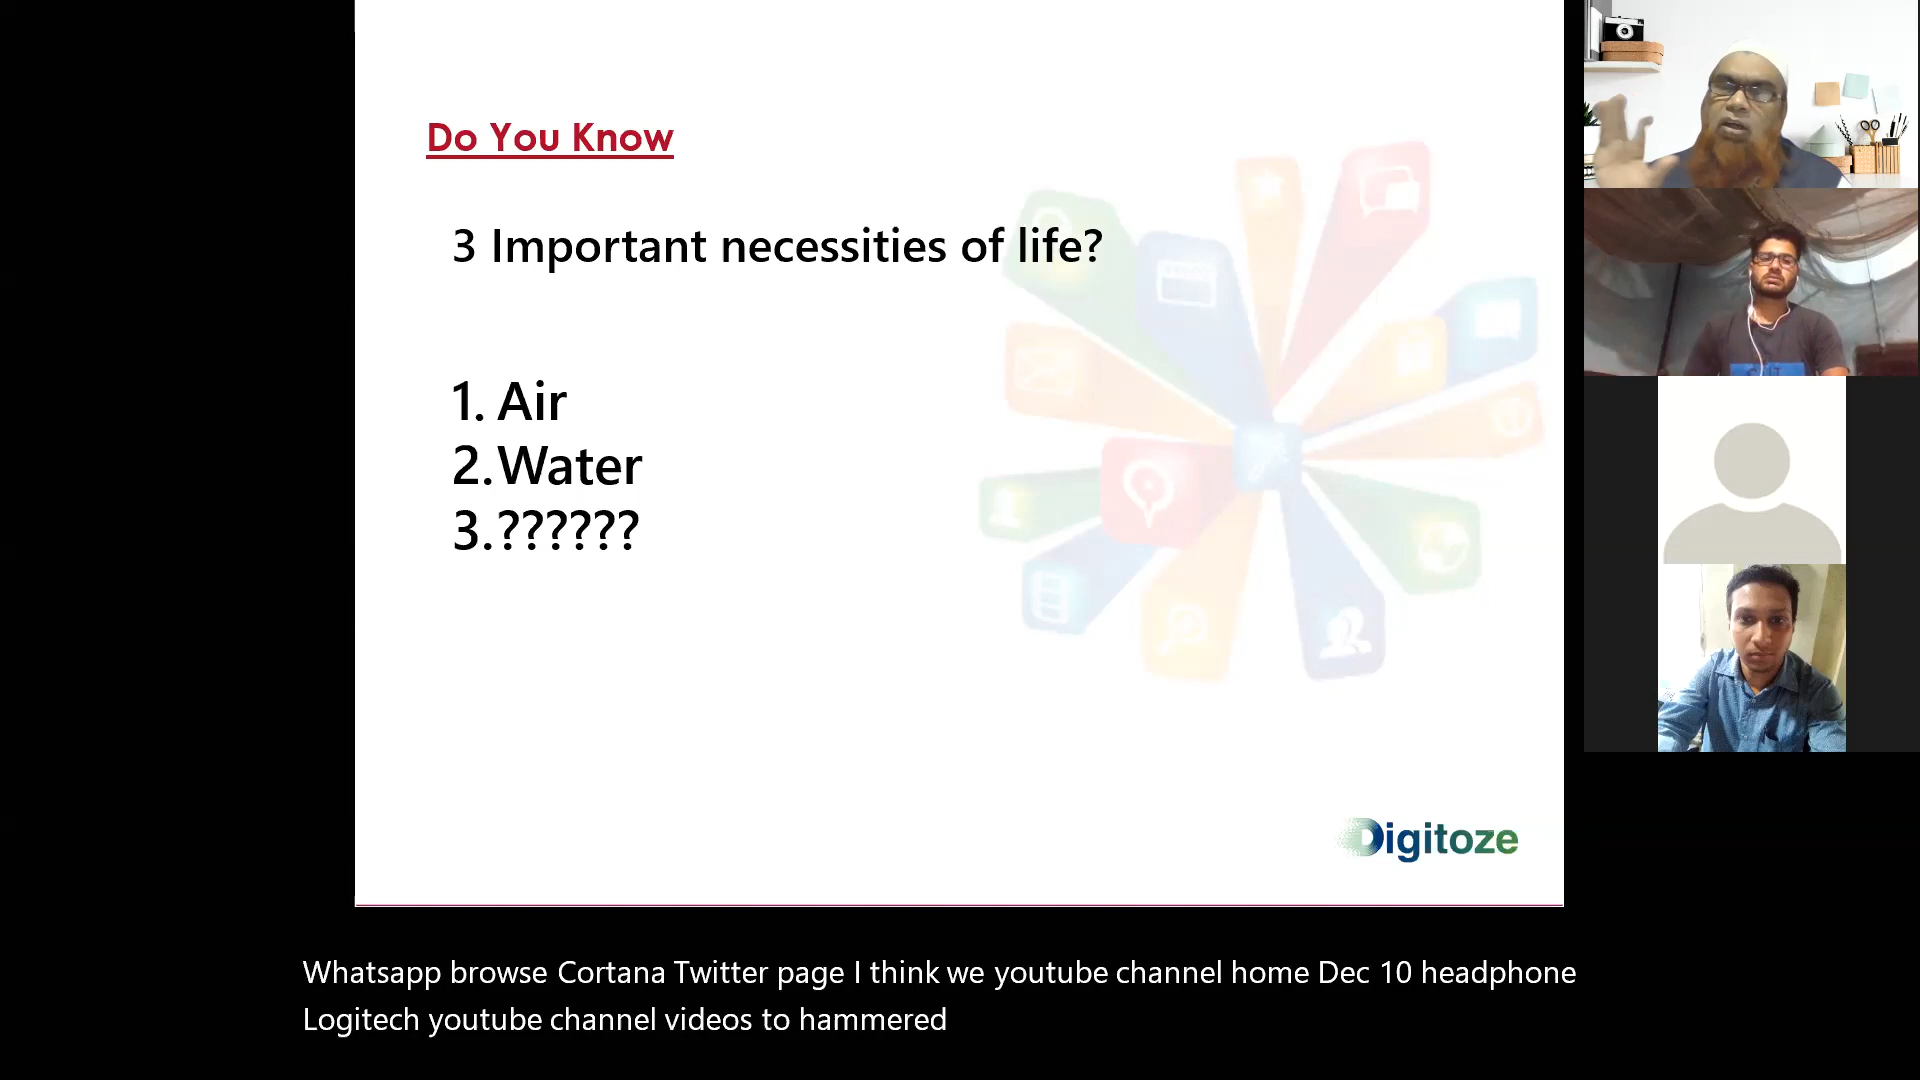 Do You Know
3 Important necessities of life?
1. Air
2. Water
3. ??????
Digitoze
Whatsapp browse Cortana Twitter page I think we youtube channel home Dec 10 headphone
Logitech youtube channel videos to hammered